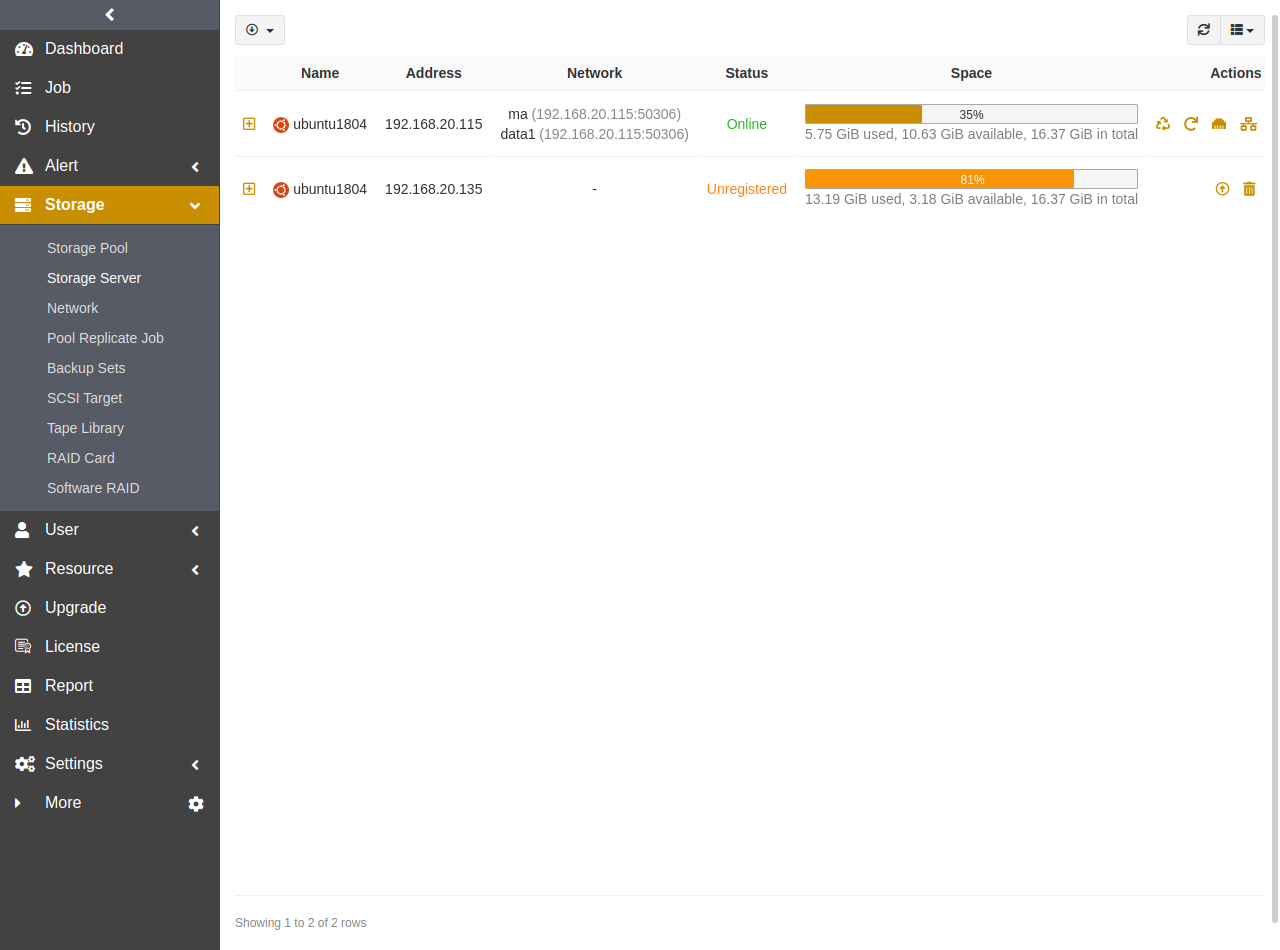 Dashboard
Job
History
Alert
Storage
Storage Pool
Storage Server
Network
Pool Replicate Job
Backup Sets
SCSI Target
Tape Library
RAID Card
Software RAID
User
Resource
Upgrade
License
Report
Statistics
Settings
More
Name Address Network Status Space Actions
ubuntu1804 192.168.20.115 ma (192.168.20.115:50306) Online 35%
data1 (192.168.20.115:50306) 5.75 GiB used, 10.63 GiB available, 16.37 GiB in total
ubuntu1804 192.168.20.135 - Unregistered 81%
13.19 GiB used, 3.18 GiB available, 16.37 GiB in total
Showing 1 to 2 of 2 rows